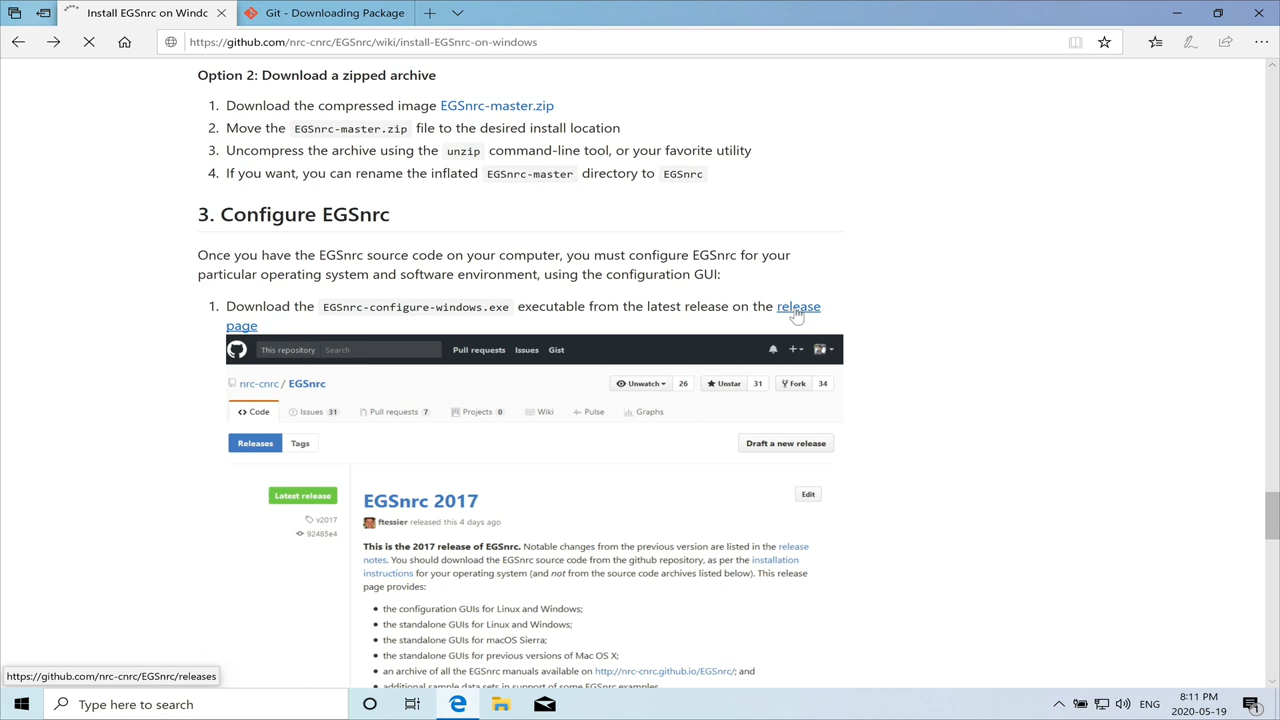 Install EGSnrc on Windc
Git - Downloading Package
https://github.com/nrc-cnrc/EGSnrc/wiki/install-EGSnrc-on-windows
Option 2: Download a zipped archive
1. Download the compressed image EGSnrc-master.zip
2. Move the EGSnrc-master.zip file to the desired install location
3. Uncompress the archive using the unzip command-line tool, or your favorite utility
4. If you want, you can rename the inflated EGSnrc-master directory to EGSnrc
3. Configure EGSnrc
Once you have the EGSnrc source code on your computer, you must configure EGSnrc for your
particular operating system and software environment, using the configuration GUI:
1. Download the EGSnrc-configure-windows.exe executable from the latest release on the release
page
This repository Search Pull requests Issues Gist
nrc-cnrc / EGSnrc Unwatch 26 Unstar 31 Fork 34
<> Code Issues 31 Pull requests 7 Projects 0 Wiki Pulse Graphs
Releases Tags Draft a new release
Latest release EGSnrc 2017 Edit
v2017 ftessier released this 4 days ago
92485e4
This is the 2017 release of EGSnrc. Notable changes from the previous version are listed in the release
notes. You should download the EGSnrc source code from the github repository, as per the installation
instructions for your operating system (and not from the source code archives listed below). This release
page provides:
• the configuration GUIs for Linux and Windows;
• the standalone GUIs for Linux and Windows;
• the standalone GUIs for macOS Sierra;
• the standalone GUIs for previous versions of Mac OS X;
• an archive of all the EGSnrc manuals available on http://nrc-cnrc.github.io/EGSnrc/; and
• additional sample data sets in support of some EGSnrc examples
https://github.com/nrc-cnrc/EGSnrc/releases
Type here to search
ENG
8:11 PM
2020-05-19
1